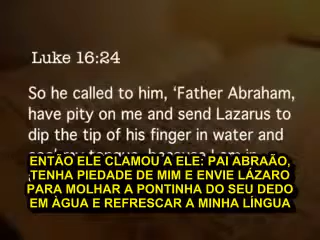 Luke 16:24
So he called to him, ‘Father Abraham,
have pity on me and send Lazarus to
dip the tip of his finger in water and
ENTÃO ELE CLAMOU A ELE: PAI ABRAÃO,
TENHA PIEDADE DE MIM E ENVIE LÁZARO
PARA MOLHAR A PONTINHA DO SEU DEDO
EM ÀGUA E REFRESCAR A MINHA LÍNGUA